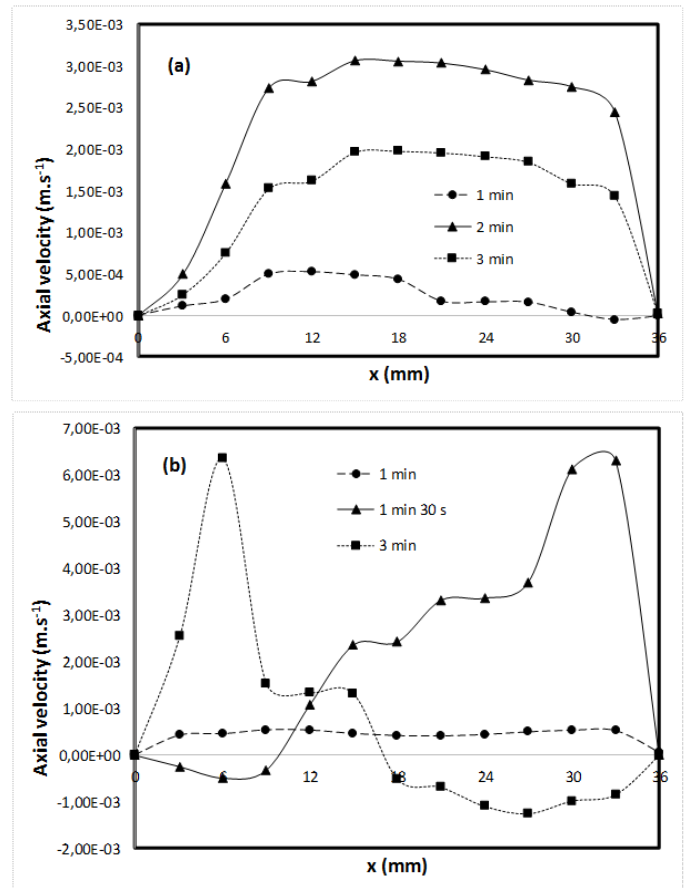 3,50E-03
3,00E-03
2,50E-03
2,00E-03
1,50E-03
1,00E-03
5,00E-04
0,00E+00
-5,00E-04
Axial velocity (m.s⁻¹)
(a)
1 min
2 min
3 min
0 6 12 18 24 30 36
x (mm)
7,00E-03
6,00E-03
5,00E-03
4,00E-03
3,00E-03
2,00E-03
1,00E-03
0,00E+00
-1,00E-03
-2,00E-03
Axial velocity (m.s⁻¹)
(b)
1 min
1 min 30 s
3 min
0 6 12 18 24 30 36
x (mm)